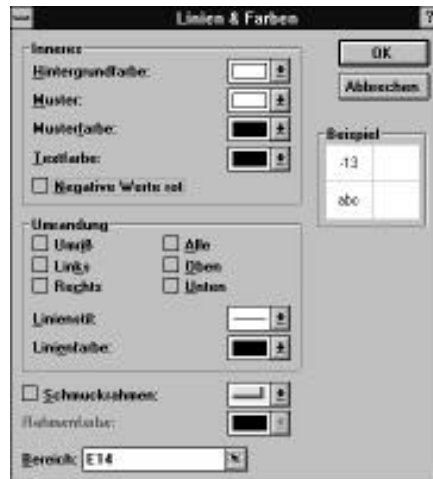 Linien & Farben
?
Inneres
Hintergrundfarbe:
Muster:
Musterfarbe:
Textfarbe:
Negative Werte rot
OK
Abbrechen
Beispiel
-13
abc
Umrandung
Umriß
Alle
Links
Oben
Rechts
Unten
Linienstil:
Linienfarbe:
Schmuckrahmen:
Rahmenfarbe:
Bereich: E14